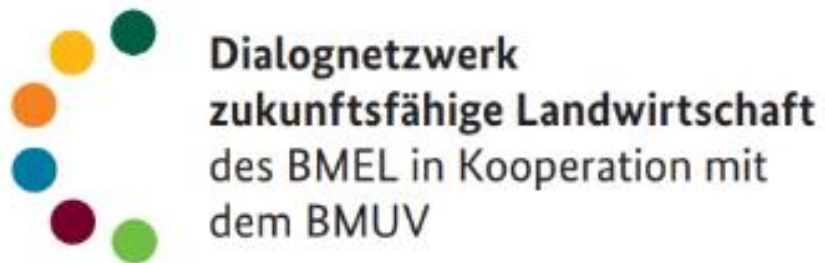 Dialognetzwerk
zukunftsfähige Landwirtschaft
des BMEL in Kooperation mit
dem BMUV